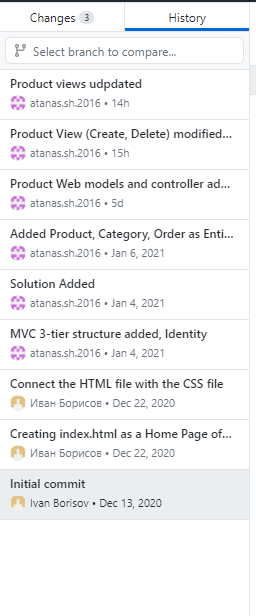 Changes 3 History
Select branch to compare...
Product views udpdated
atanas.sh.2016 • 14h
Product View (Create, Delete) modified...
atanas.sh.2016 • 15h
Product Web models and controller ad...
atanas.sh.2016 • 5d
Added Product, Category, Order as Enti...
atanas.sh.2016 • Jan 6, 2021
Solution Added
atanas.sh.2016 • Jan 4, 2021
MVC 3-tier structure added, Identity
atanas.sh.2016 • Jan 4, 2021
Connect the HTML file with the CSS file
Иван Борисов • Dec 22, 2020
Creating index.html as a Home Page of...
Иван Борисов • Dec 22, 2020
Initial commit
Ivan Borisov • Dec 13, 2020